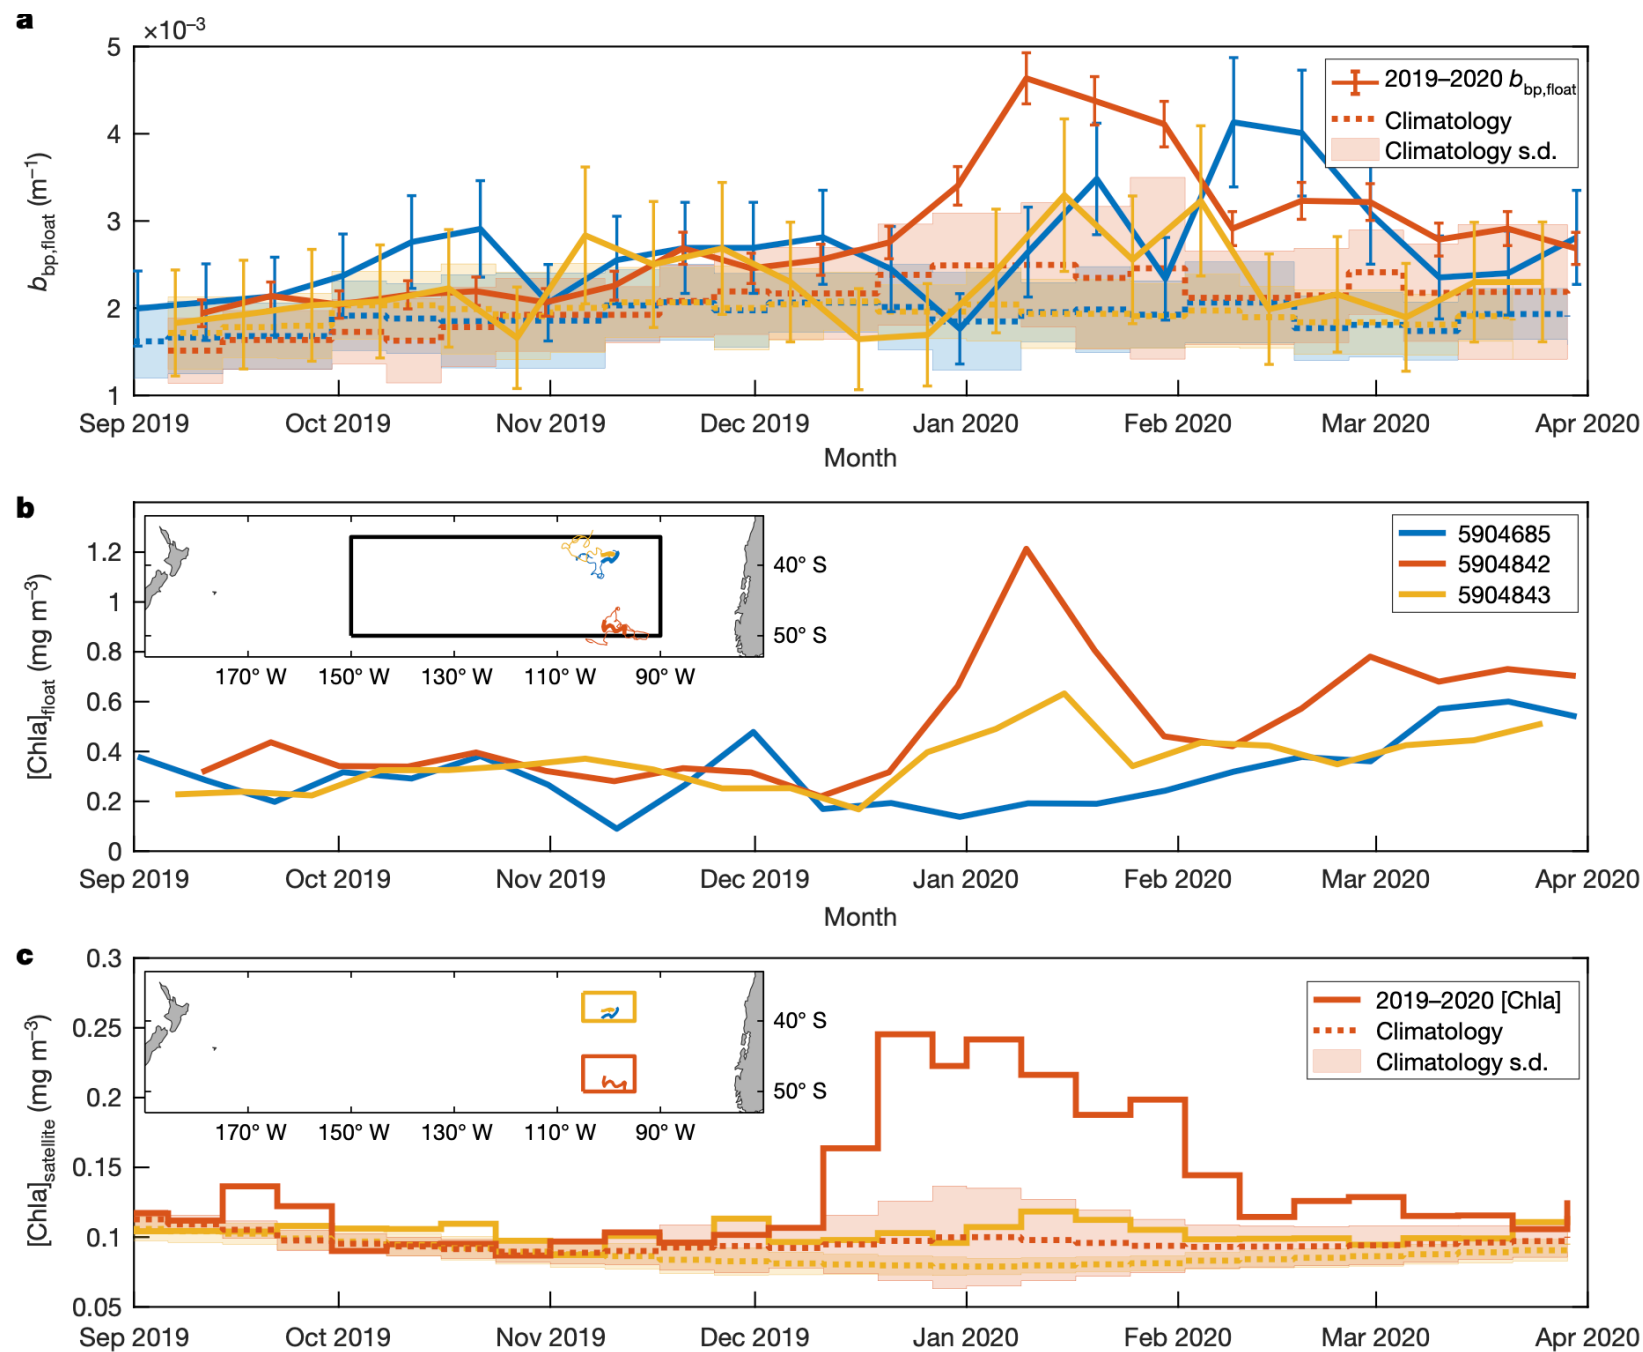 a
×10⁻³
5
4
3
2
1
b_bp,float (m⁻¹)
2019–2020 b_bp,float
Climatology
Climatology s.d.
Sep 2019 Oct 2019 Nov 2019 Dec 2019 Jan 2020 Feb 2020 Mar 2020 Apr 2020
Month
b
1.2
1
0.8
0.6
0.4
0.2
0
[Chla]_float (mg m⁻³)
40° S
50° S
170° W 150° W 130° W 110° W 90° W
5904685
5904842
5904843
Sep 2019 Oct 2019 Nov 2019 Dec 2019 Jan 2020 Feb 2020 Mar 2020 Apr 2020
Month
c
0.3
0.25
0.2
0.15
0.1
0.05
[Chla]_satellite (mg m⁻³)
40° S
50° S
170° W 150° W 130° W 110° W 90° W
2019–2020 [Chla]
Climatology
Climatology s.d.
Sep 2019 Oct 2019 Nov 2019 Dec 2019 Jan 2020 Feb 2020 Mar 2020 Apr 2020